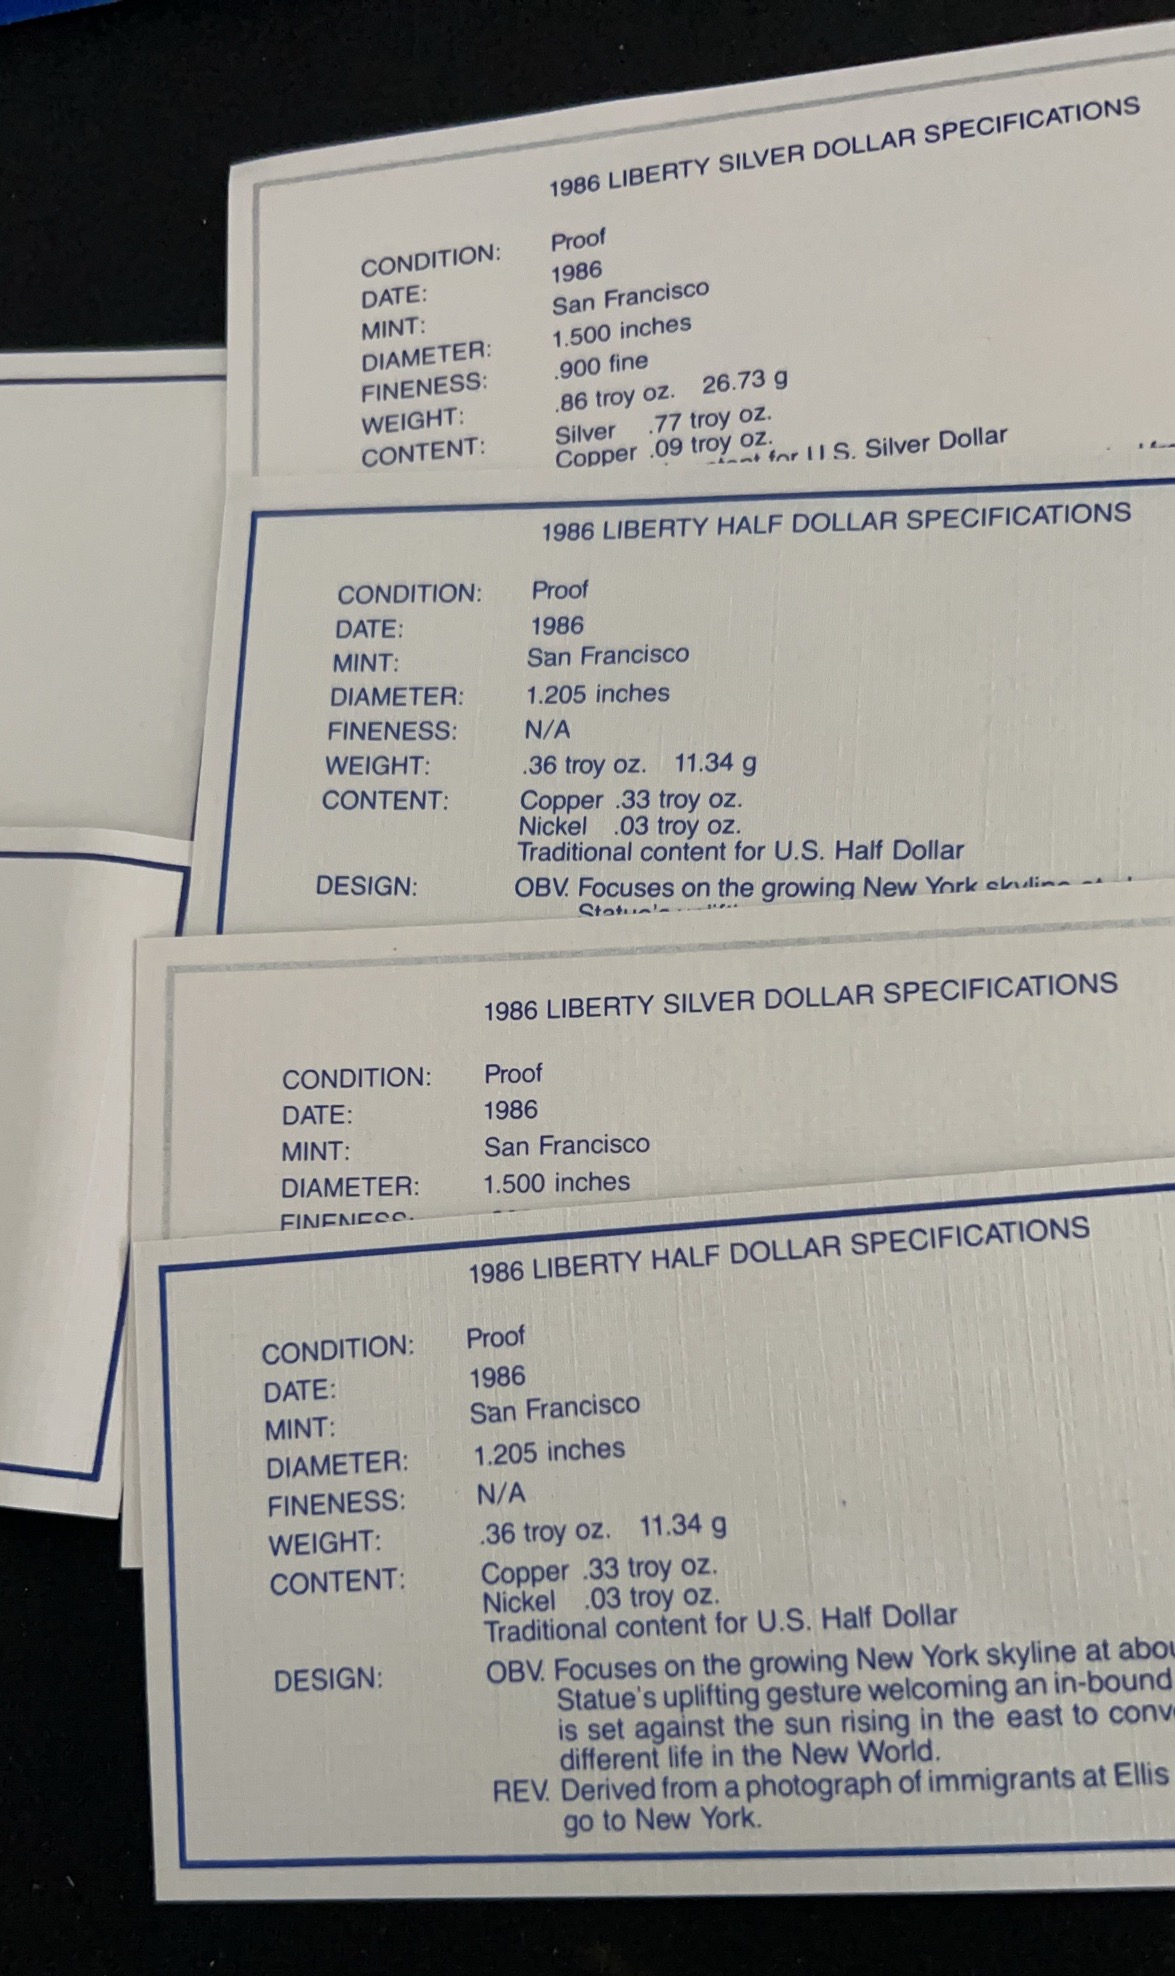 1986 LIBERTY SILVER DOLLAR SPECIFICATIONS
CONDITION: Proof
DATE: 1986
MINT: San Francisco
DIAMETER: 1.500 inches
FINENESS: .900 fine
WEIGHT: .86 troy oz. 26.73 g
CONTENT: Silver .77 troy oz.
Copper .09 troy oz.
for U.S. Silver Dollar
1986 LIBERTY HALF DOLLAR SPECIFICATIONS
CONDITION: Proof
DATE: 1986
MINT: San Francisco
DIAMETER: 1.205 inches
FINENESS: N/A
WEIGHT: .36 troy oz. 11.34 g
CONTENT: Copper .33 troy oz.
Nickel .03 troy oz.
Traditional content for U.S. Half Dollar
DESIGN: OBV. Focuses on the growing New York skyline
Statue's
1986 LIBERTY SILVER DOLLAR SPECIFICATIONS
CONDITION: Proof
DATE: 1986
MINT: San Francisco
DIAMETER: 1.500 inches
FINENESS:
1986 LIBERTY HALF DOLLAR SPECIFICATIONS
CONDITION: Proof
DATE: 1986
MINT: San Francisco
DIAMETER: 1.205 inches
FINENESS: N/A
WEIGHT: .36 troy oz. 11.34 g
CONTENT: Copper .33 troy oz.
Nickel .03 troy oz.
Traditional content for U.S. Half Dollar
DESIGN: OBV. Focuses on the growing New York skyline at abou
Statue's uplifting gesture welcoming an in-bound
is set against the sun rising in the east to conv
different life in the New World.
REV. Derived from a photograph of immigrants at Ellis
go to New York.